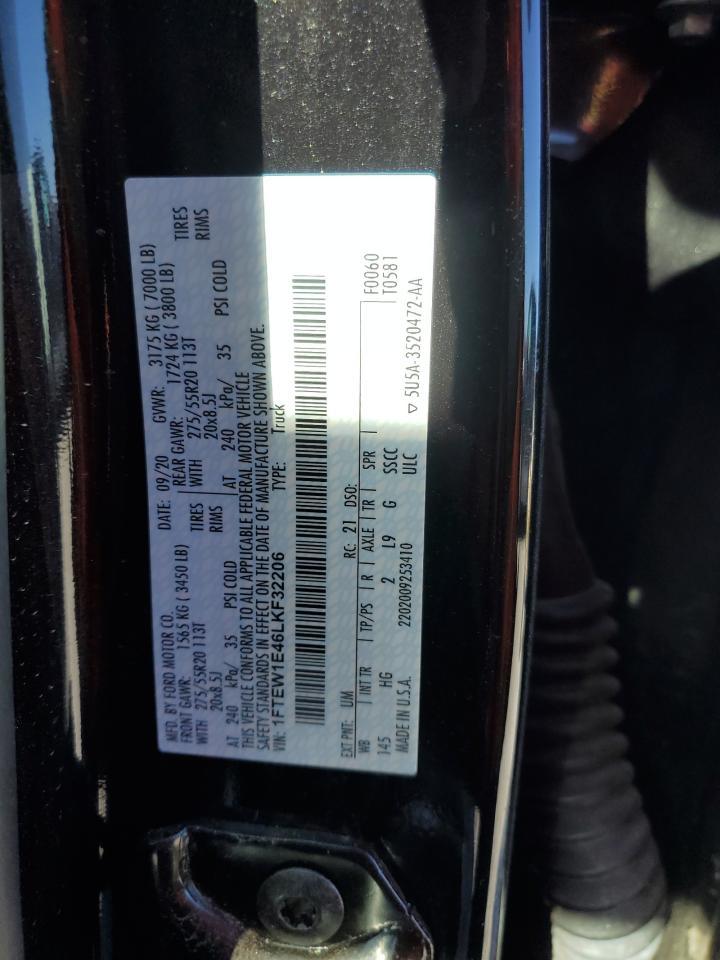 MFD. BY FORD MOTOR CO. DATE: 09/20 GVWR: 3175 KG ( 7000 LB)
FRONT GAWR: 1565 KG ( 3450 LB) REAR GAWR: 1724 KG ( 3800 LB)
WITH 275/55R20 113T TIRES WITH 275/55R20 113T TIRES
20x8.5J RIMS 20x8.5J RIMS
AT 240 kPa/ 35 PSI COLD AT 240 kPa/ 35 PSI COLD
THIS VEHICLE CONFORMS TO ALL APPLICABLE FEDERAL MOTOR VEHICLE
SAFETY STANDARDS IN EFFECT ON THE DATE OF MANUFACTURE SHOWN ABOVE.
VIN: 1FTEW1E46LKF32206 TYPE: Truck
EXT PNT: UM RC: 21 DSO: F0060
WB INT TR TP/PS R AXLE TR SPR T0581
145 HG 2 L9 G SSCC
MADE IN U.S.A. 2202009253410 ULC ▽ 5U5A-3520472-AA